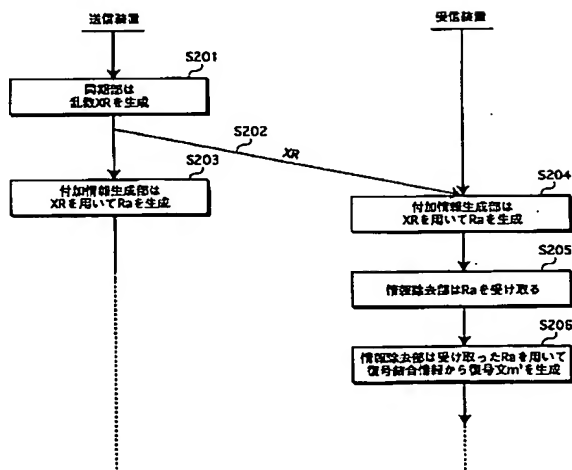 送信装置
受信装置
S201
同期部は
乱数XRを生成
S202
XR
S203
付加情報生成部は
XRを用いてRaを生成
S204
付加情報生成部は
XRを用いてRaを生成
S205
情報除去部はRaを受け取る
S206
情報除去部は受け取ったRaを用いて
復号結合情報から復号文m'を生成